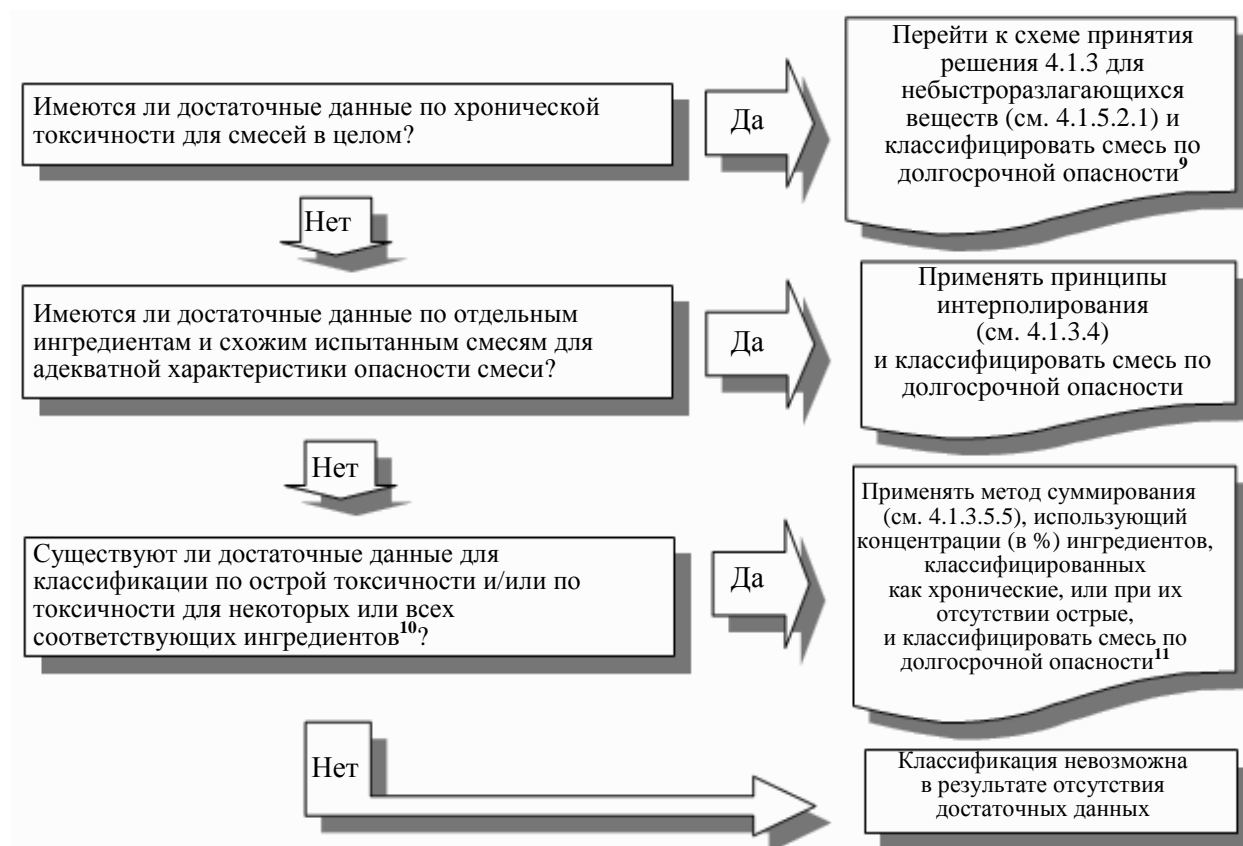 Имеются ли достаточные данные по хронической
токсичности для смесей в целом?
Да
Перейти к схеме принятия
решения 4.1.3 для
небыстроразлагающихся
веществ (см. 4.1.5.2.1) и
классифицировать смесь по
долгосрочной опасности9
Нет
Имеются ли достаточные данные по отдельным
ингредиентам и схожим испытанным смесям для
адекватной характеристики опасности смеси?
Да
Применять принципы
интерполирования
(см. 4.1.3.4)
и классифицировать смесь по
долгосрочной опасности
Нет
Существуют ли достаточные данные для
классификации по острой токсичности и/или по
токсичности для некоторых или всех
соответствующих ингредиентов10?
Да
Применять метод суммирования
(см. 4.1.3.5.5), использующий
концентрации (в %) ингредиентов,
классифицированных
как хронические, или при их
отсутствии острые,
и классифицировать смесь по
долгосрочной опасности11
Нет
Классификация невозможна
в результате отсутствия
достаточных данных